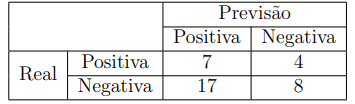 Previsão
Positiva Negativa
Real Positiva 7 4
Negativa 17 8